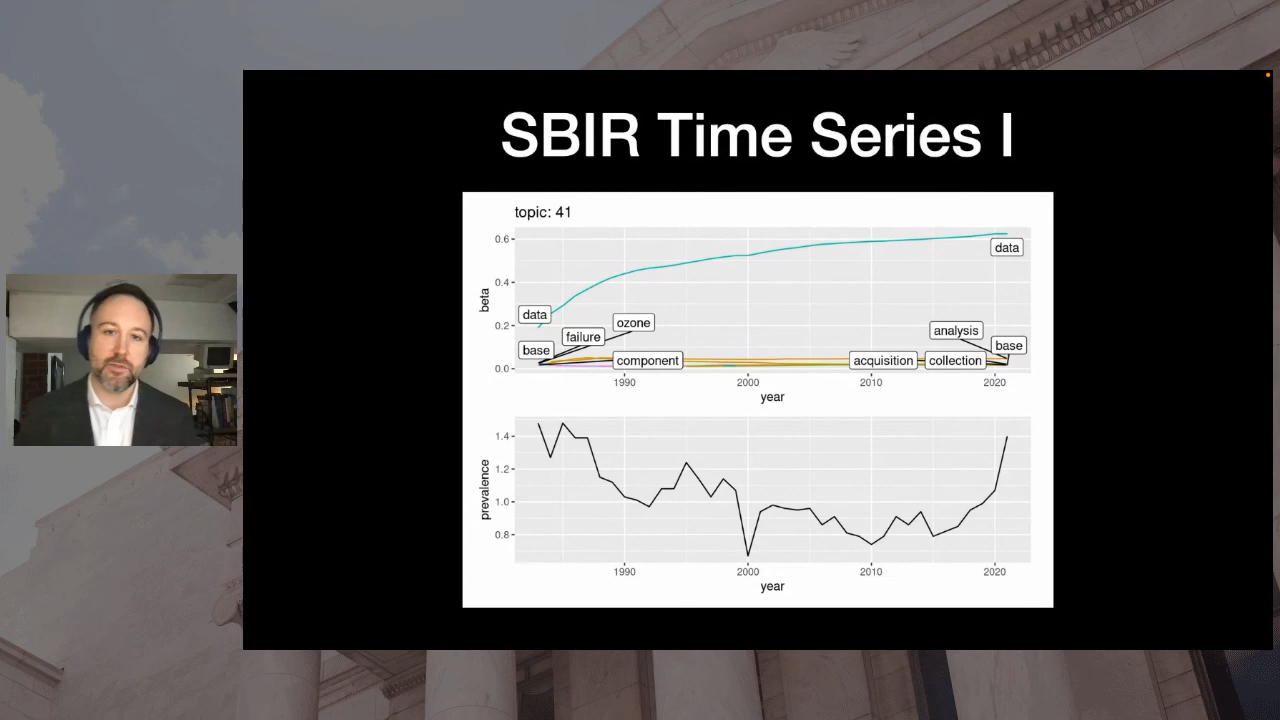 SBIR Time Series I
topic: 41
0.6
0.4
0.2
0.0
beta
data
data
failure
ozone
base
component
analysis
base
acquisition
collection
1990
2000
2010
2020
year
1.4
1.2
1.0
0.8
prevalence
1990
2000
2010
2020
year